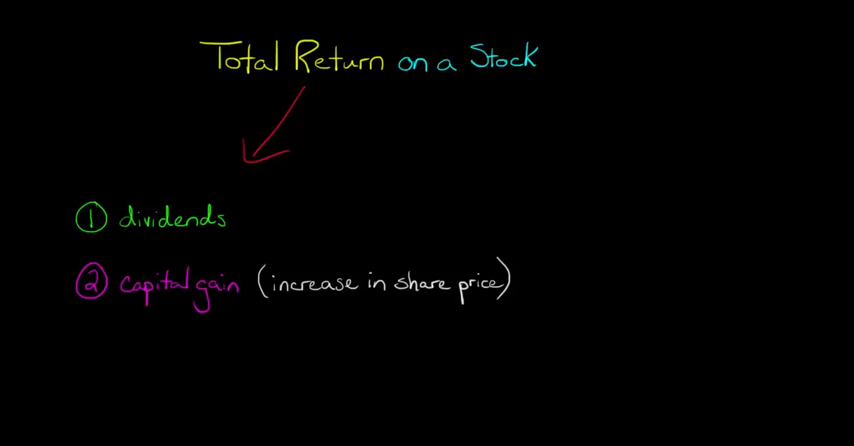 Total Return on a Stock
① dividends
② capital gain (increase in share price)